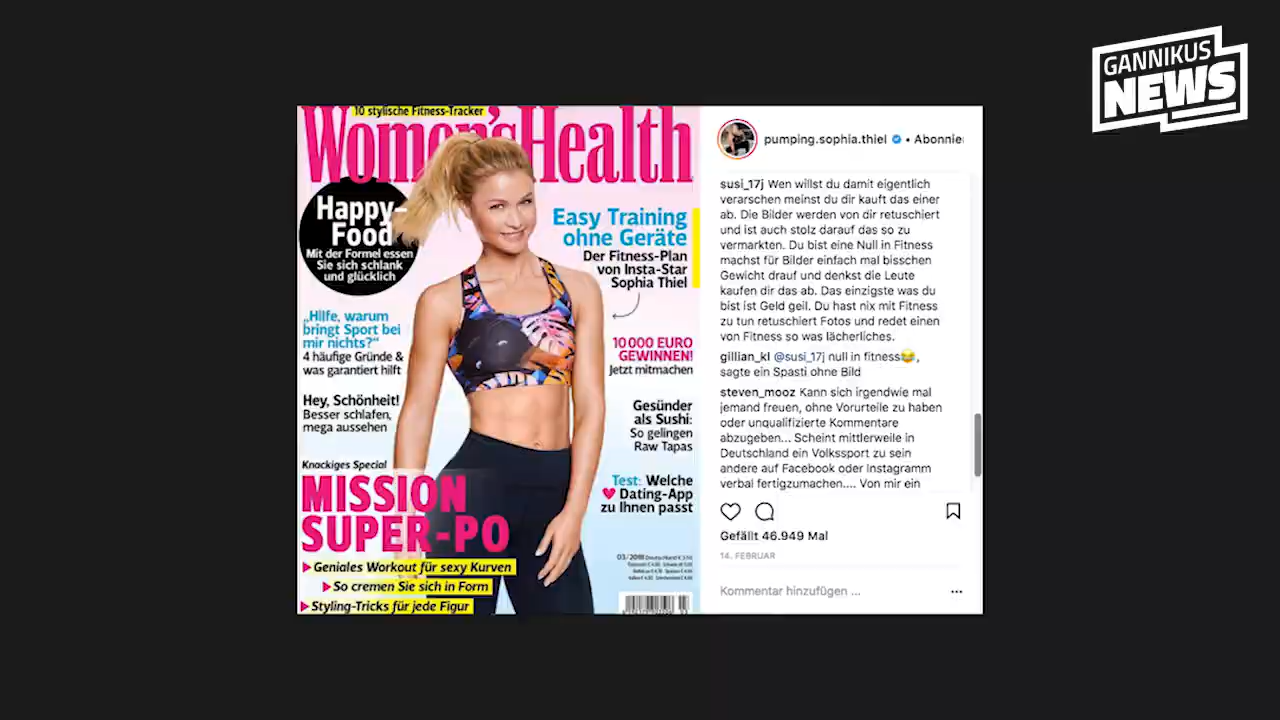 GANNIKUS
NEWS
10 stylische Fitness-Tracker
Women's Health
Happy-
Food
Mit der Formel essen
Sie sich schlank
und glücklich
Easy Training
ohne Geräte
Der Fitness-Plan
von Insta-Star
Sophia Thiel
„Hilfe, warum
bringt Sport bei
mir nichts?“
4 häufige Gründe &
was garantiert hilft
10 000 EURO
GEWINNEN!
Jetzt mitmachen
Hey, Schönheit!
Besser schlafen,
mega aussehen
Gesünder
als Sushi:
So gelingen
Raw Tapas
Knackiges Special
MISSION
SUPER-PO
Test: Welche
Dating-App
zu Ihnen passt
Geniales Workout für sexy Kurven
So cremen Sie sich in Form
Styling-Tricks für jede Figur
03/2018
pumping.sophia.thiel • Abonnie
susi_17j Wen willst du damit eigentlich
verarschen meinst du dir kauft das einer
ab. Die Bilder werden von dir retuschiert
und ist auch stolz darauf das so zu
vermarkten. Du bist eine Null in Fitness
machst für Bilder einfach mal bisschen
Gewicht drauf und denkst die Leute
kaufen dir das ab. Das einzigste was du
bist ist Geld geil. Du hast nix mit Fitness
zu tun retuschiert Fotos und redet einen
von Fitness so was lächerliches.
gillian_kl @susi_17j null in fitness😂,
sagte ein Spasti ohne Bild
steven_mooz Kann sich irgendwie mal
jemand freuen, ohne Vorurteile zu haben
oder unqualifizierte Kommentare
abzugeben... Scheint mittlerweile in
Deutschland ein Volkssport zu sein
andere auf Facebook oder Instagramm
verbal fertigzumachen.... Von mir ein
Gefällt 46.949 Mal
14. FEBRUAR
Kommentar hinzufügen ...